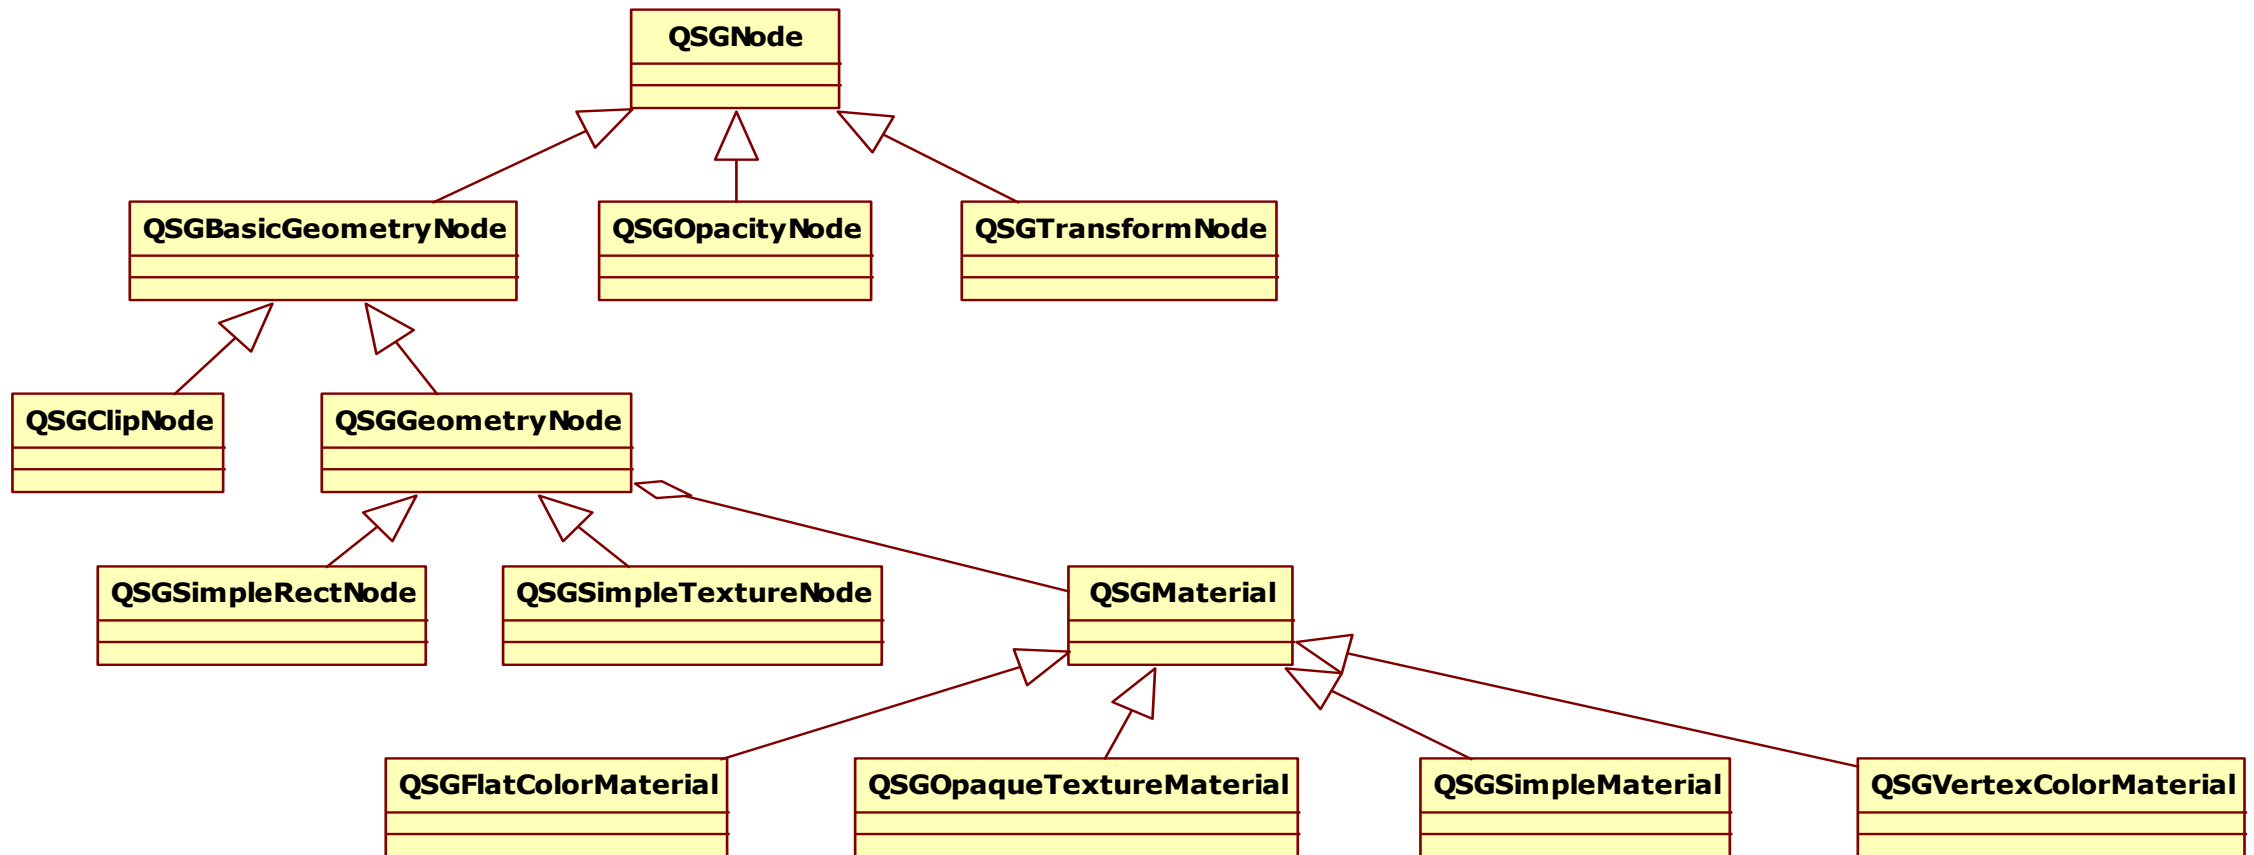 QSGNode
QSGBasicGeometryNode
QSGOpacityNode
QSGTransformNode
QSGClipNode
QSGGeometryNode
QSGSimpleRectNode
QSGSimpleTextureNode
QSGMaterial
QSGFlatColorMaterial
QSGOpaqueTextureMaterial
QSGSimpleMaterial
QSGVertexColorMaterial